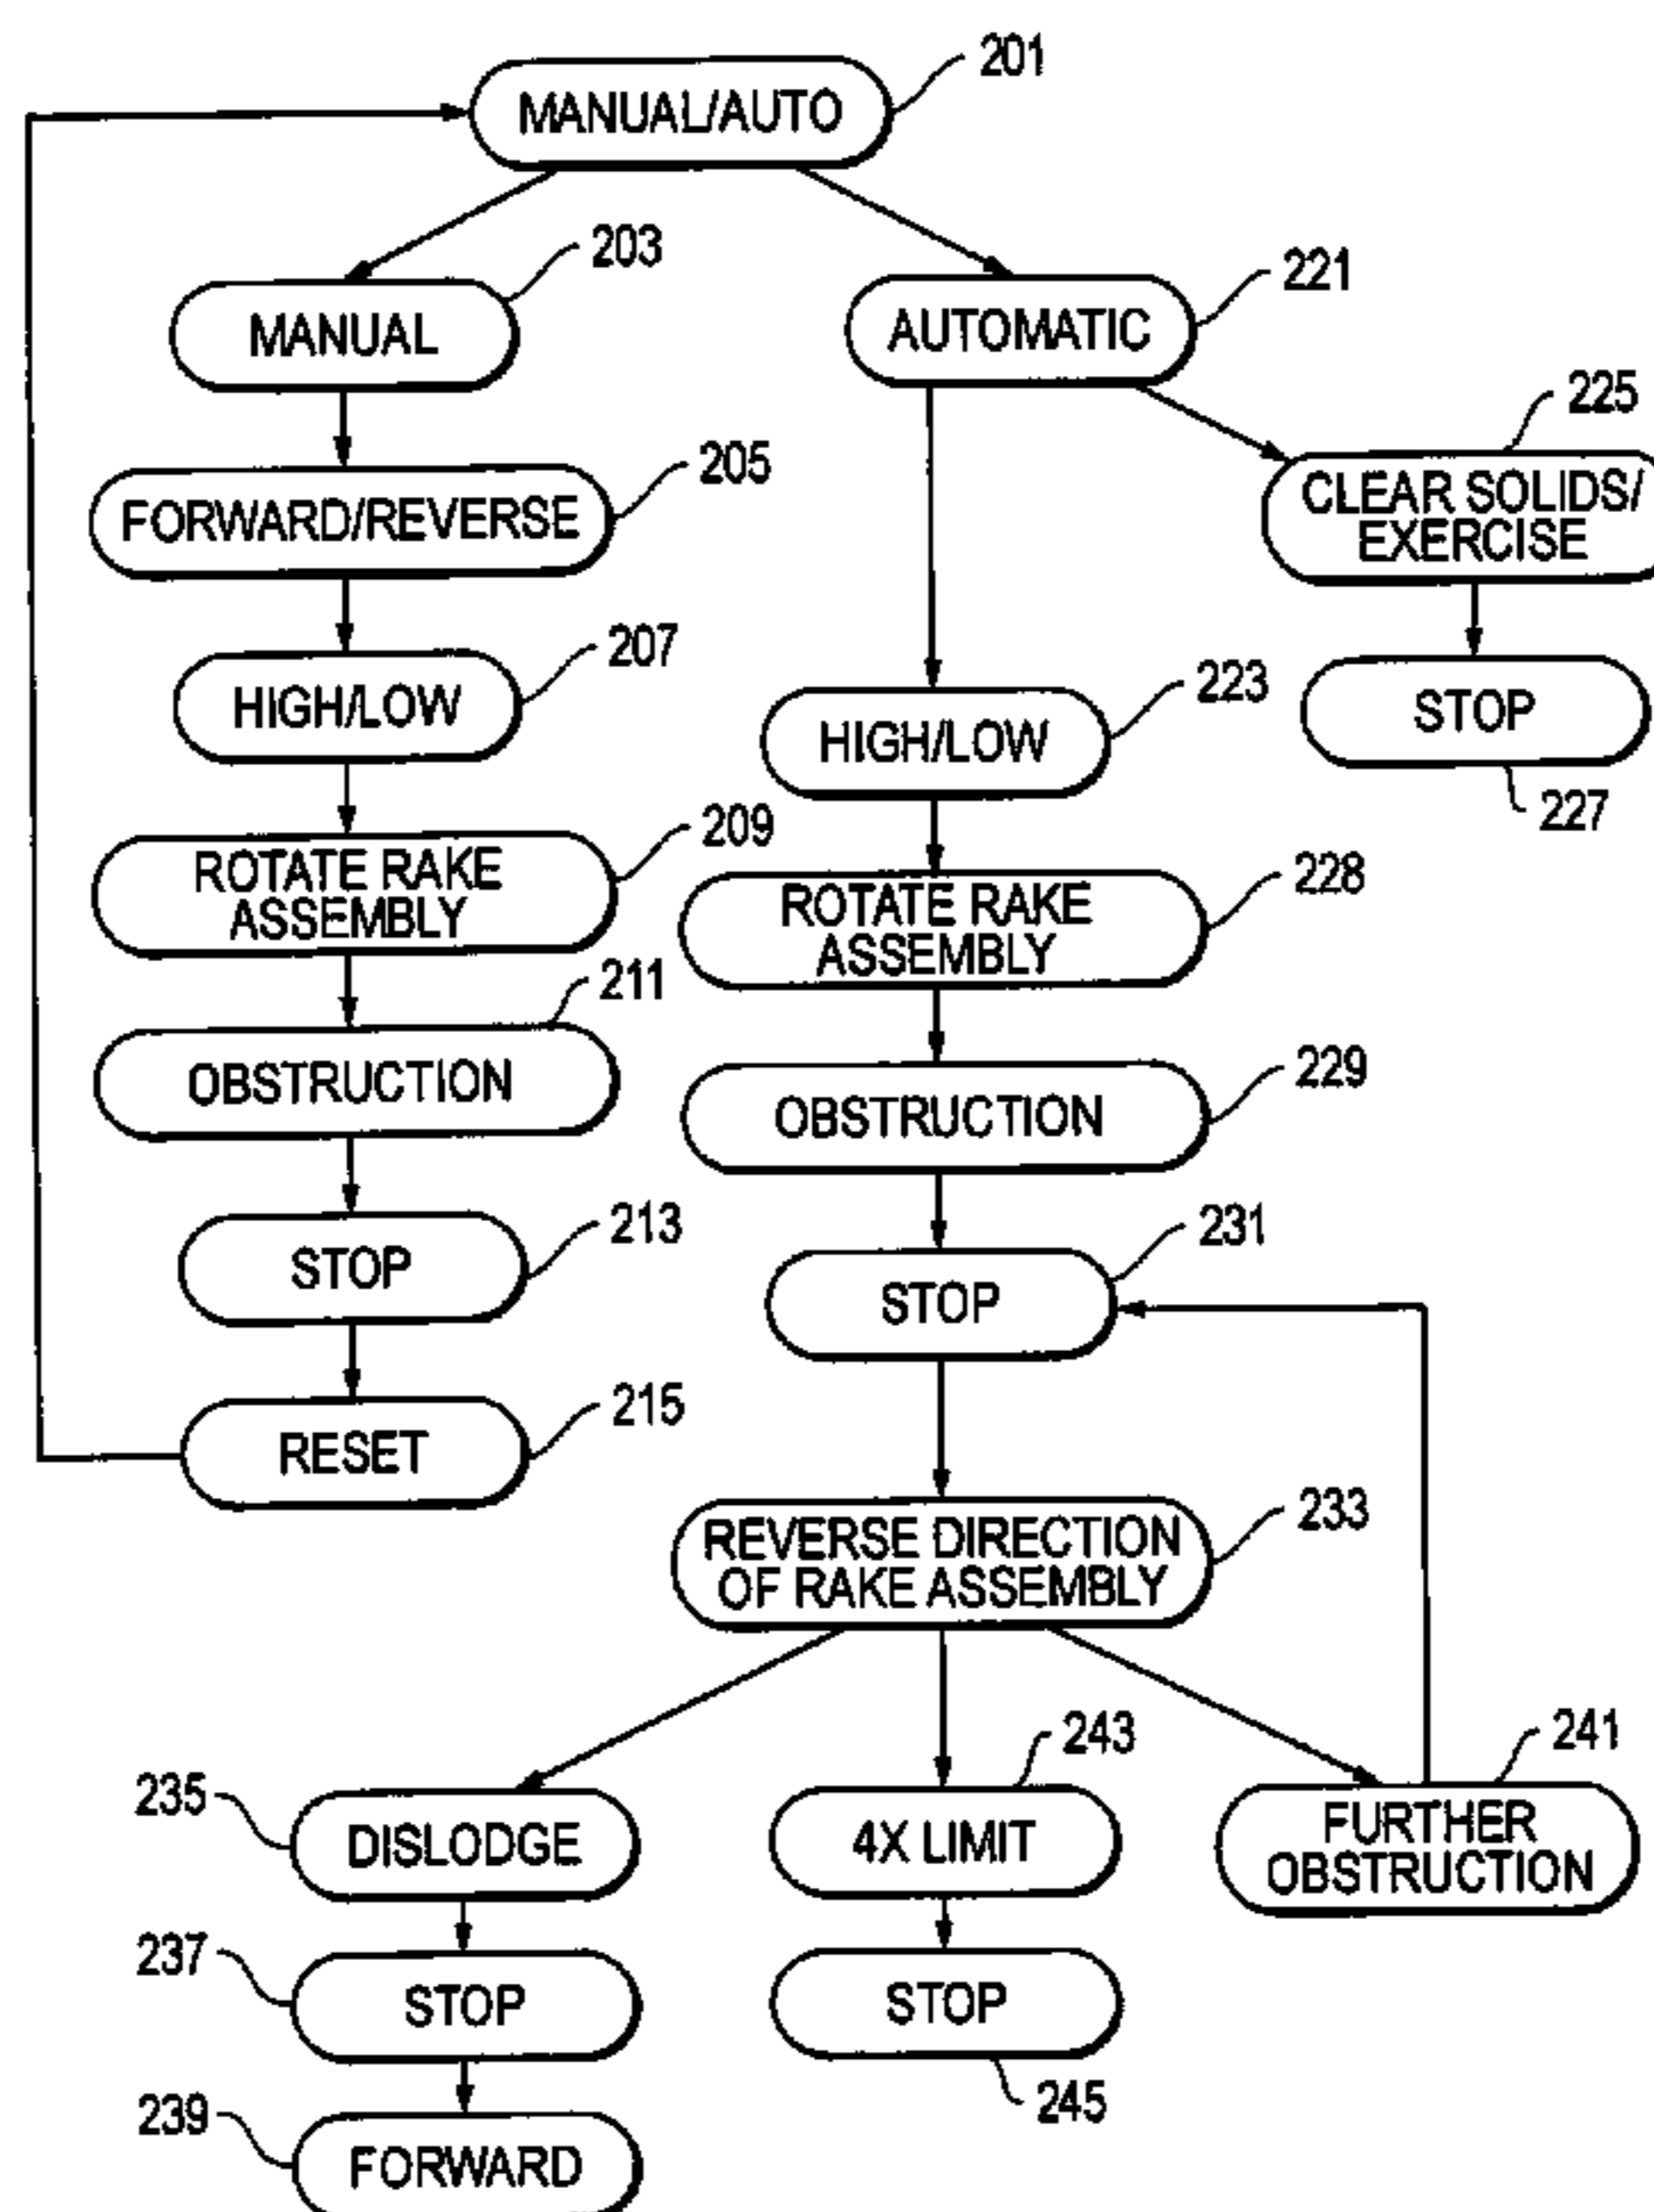 201
MANUAL/AUTO
203
MANUAL
221
AUTOMATIC
205
FORWARD/REVERSE
225
CLEAR SOLIDS/
EXERCISE
207
HIGH/LOW
223
HIGH/LOW
STOP
227
209
ROTATE RAKE
ASSEMBLY
228
ROTATE RAKE
ASSEMBLY
211
OBSTRUCTION
229
OBSTRUCTION
213
STOP
231
STOP
215
RESET
233
REVERSE DIRECTION
OF RAKE ASSEMBLY
235
DISLODGE
243
4X LIMIT
241
FURTHER
OBSTRUCTION
237
STOP
STOP
245
239
FORWARD